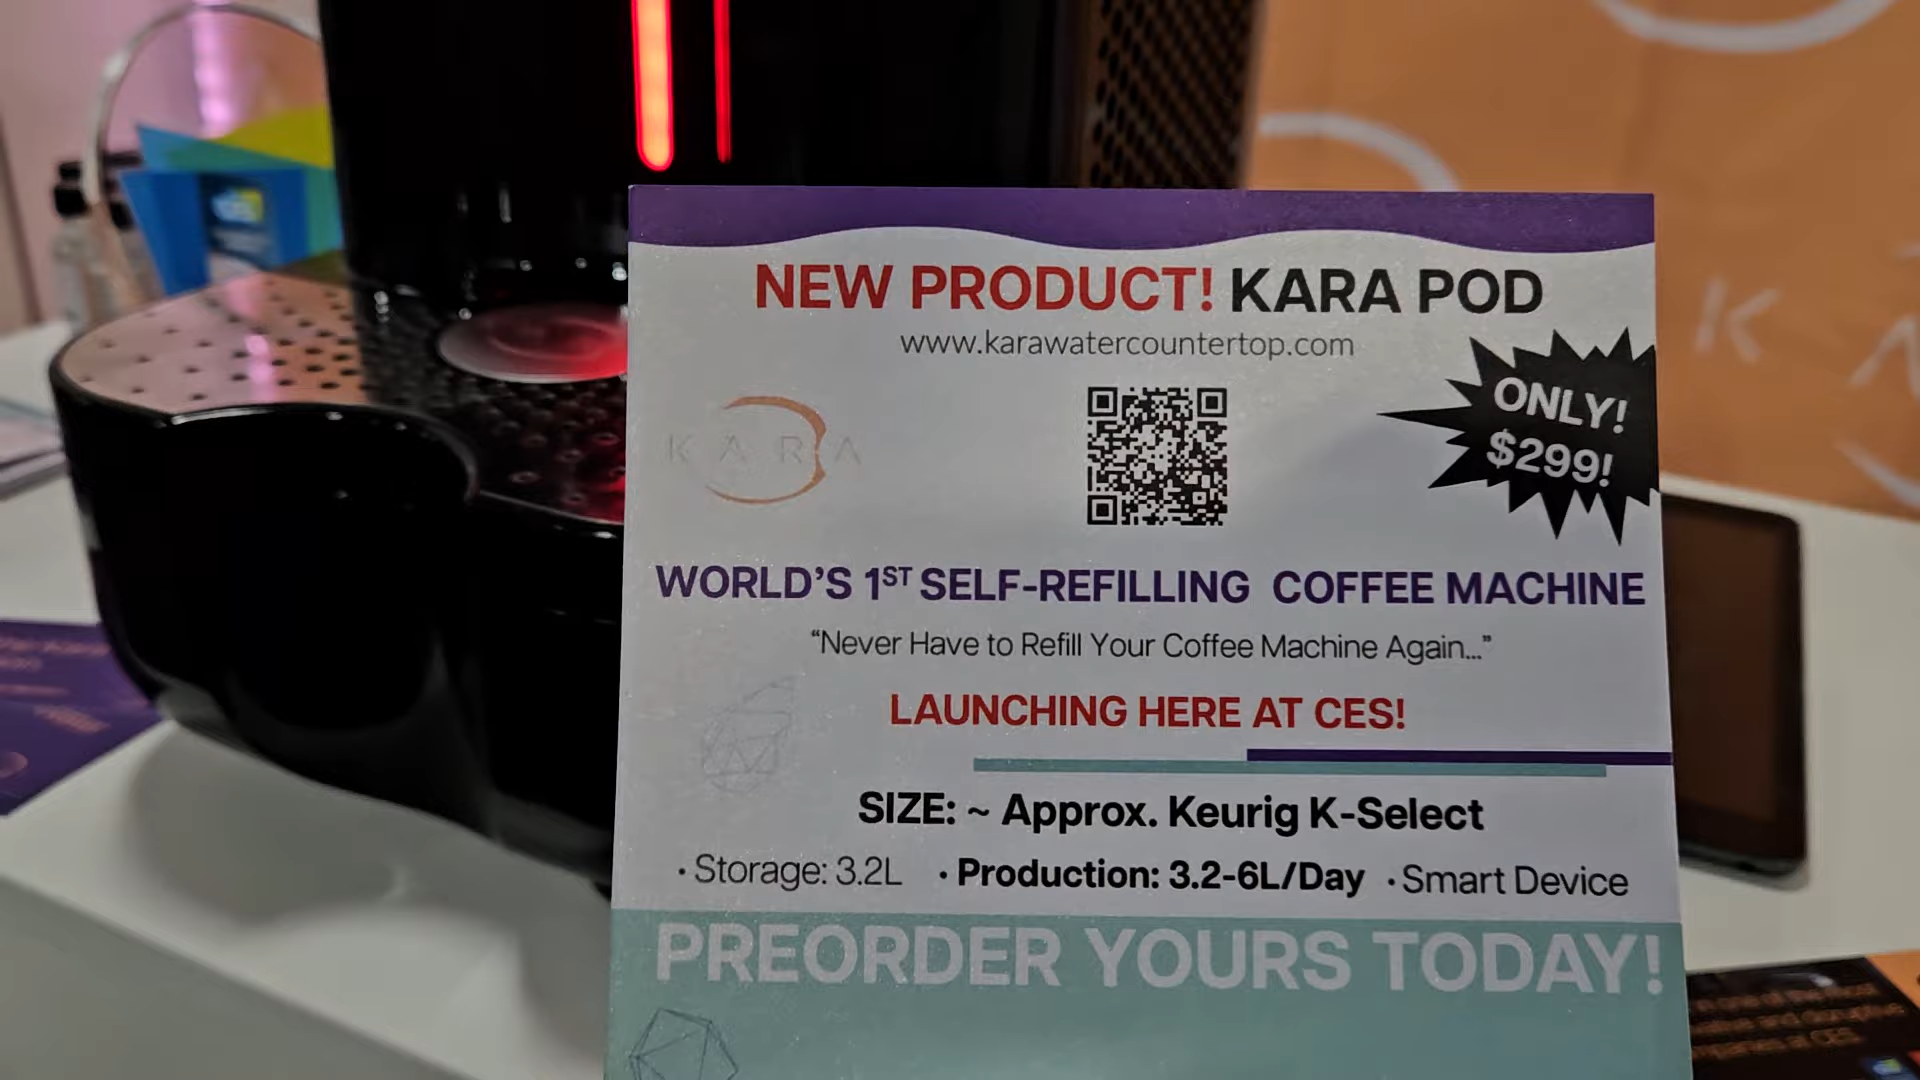 NEW PRODUCT! KARA POD
www.karawatercountertop.com
ONLY!
$299!
KARA
WORLD'S 1ST SELF-REFILLING COFFEE MACHINE
“Never Have to Refill Your Coffee Machine Again...”
LAUNCHING HERE AT CES!
SIZE: ~ Approx. Keurig K-Select
· Storage: 3.2L · Production: 3.2-6L/Day · Smart Device
PREORDER YOURS TODAY!